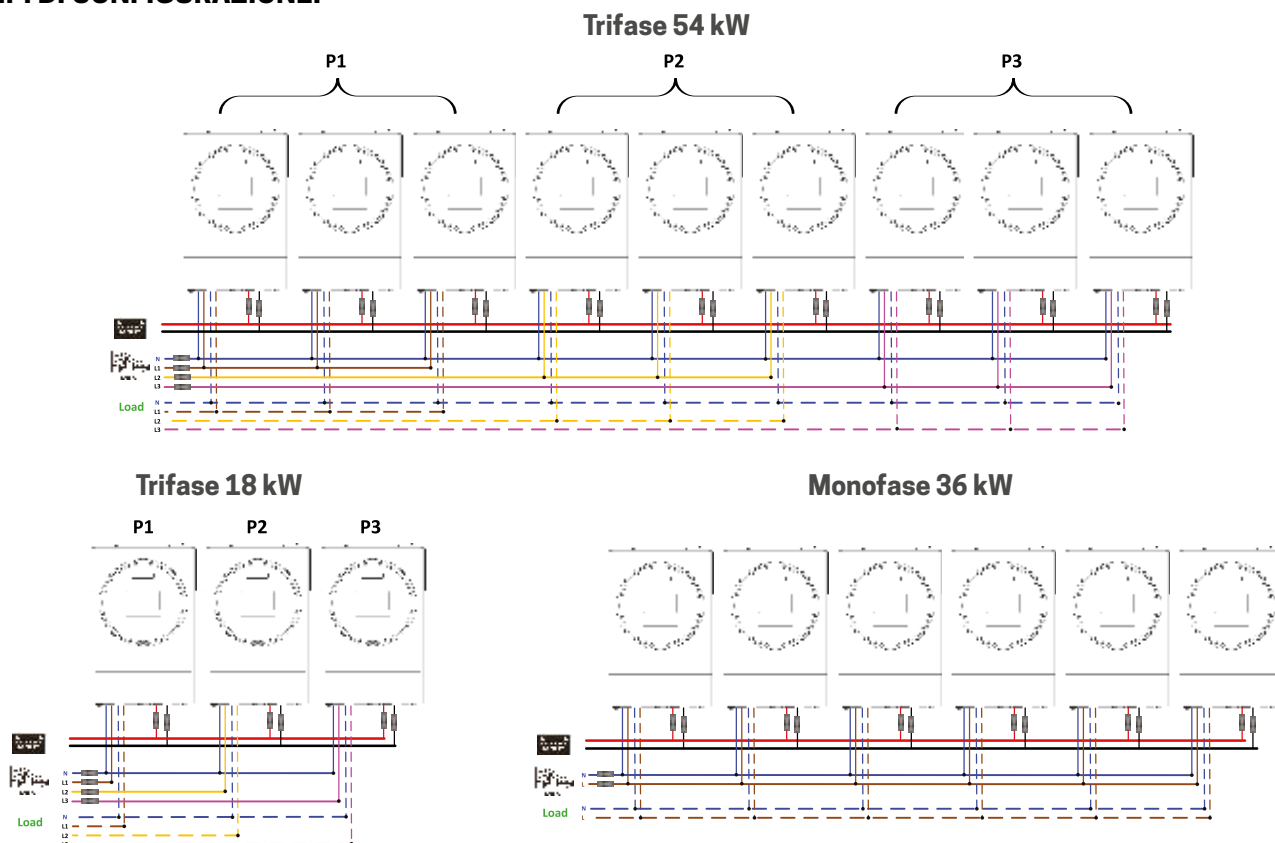 Trifase 54 kW
P1 P2 P3
N
L1
L2
L3
Load
N
L1
L2
L3
Trifase 18 kW
Monofase 36 kW
P1 P2 P3
N
L1
L2
L3
Load
N
L1
L2
N
L
Load
N
L